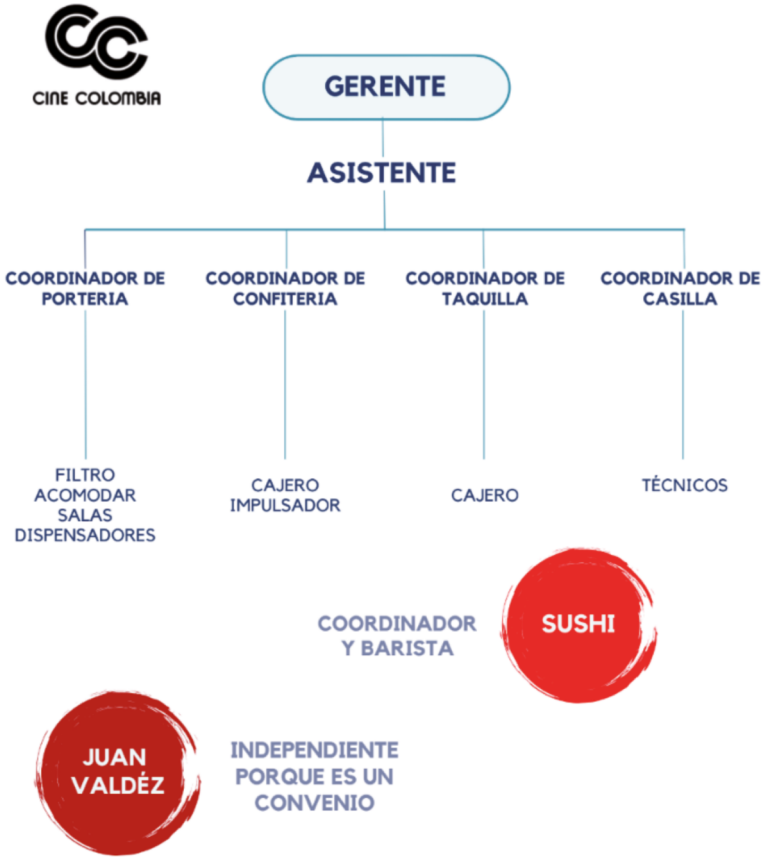 CINE COLOMBIA
GERENTE
ASISTENTE
COORDINADOR DE
PORTERIA
COORDINADOR DE
CONFITERIA
COORDINADOR DE
TAQUILLA
COORDINADOR DE
CASILLA
FILTRO
ACOMODAR
SALAS
DISPENSADORES
CAJERO
IMPULSADOR
CAJERO
TÉCNICOS
COORDINADOR
Y BARISTA
SUSHI
JUAN
VALDÉZ
INDEPENDIENTE
PORQUE ES UN
CONVENIO